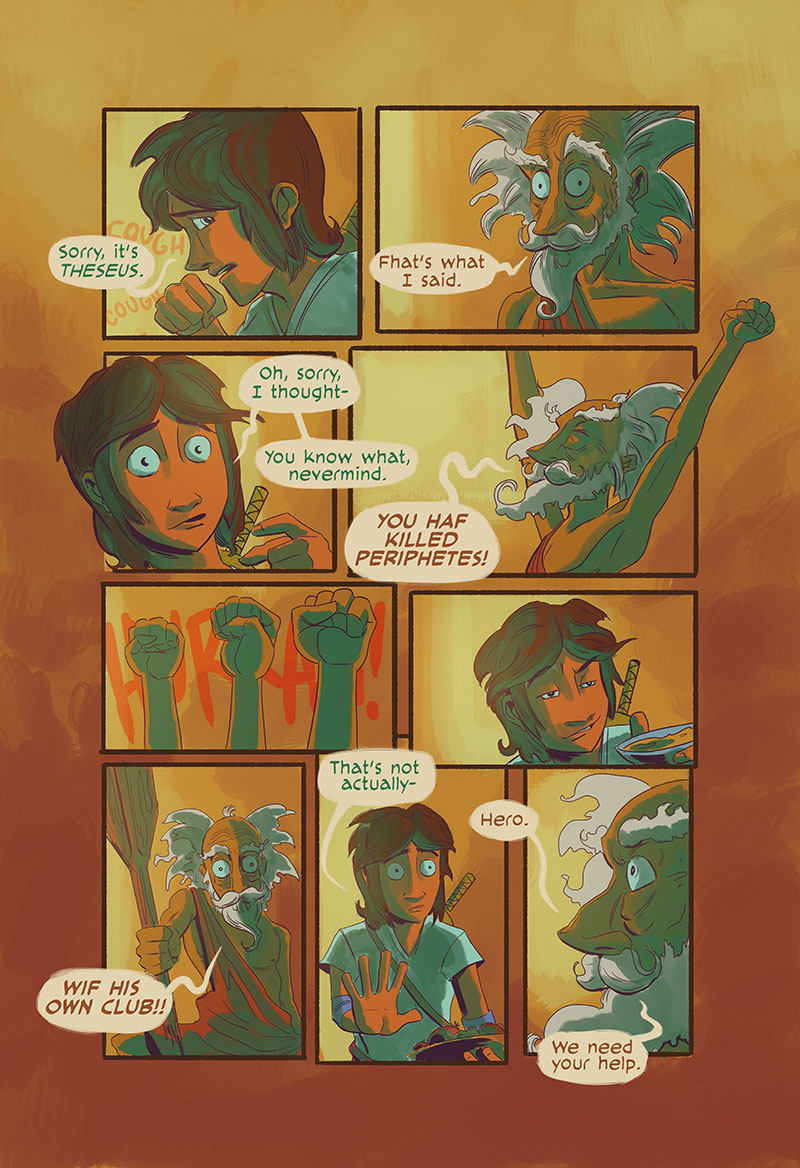 COUGH
Sorry, it's
THESEUS.
COUGH
Fhat's what
I said.
Oh, sorry,
I thought-
You know what,
nevermind.
YOU HAF
KILLED
PERIPHETES!
HURRAH!!
WIF HIS
OWN CLUB!!
That's not
actually-
Hero.
We need
your help.